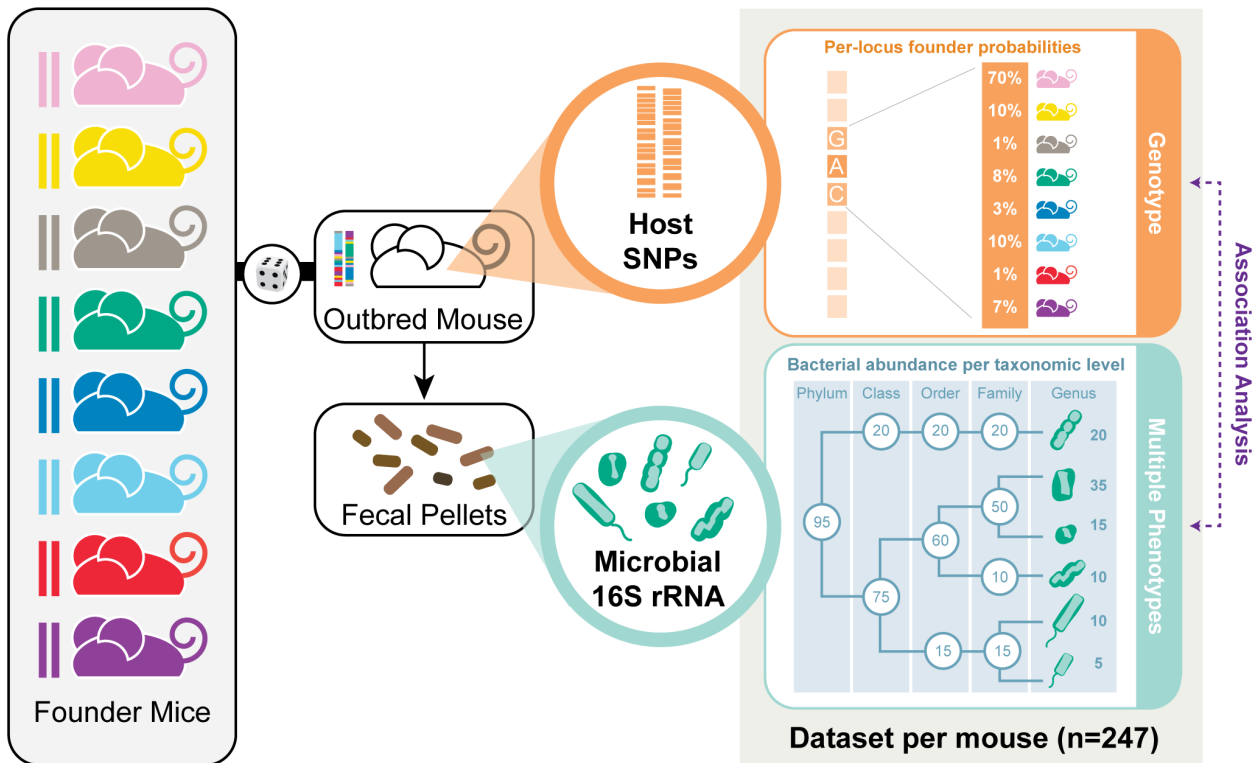 Founder Mice
Outbred Mouse
Fecal Pellets
Host
SNPs
Microbial
16S rRNA
Per-locus founder probabilities
G
A
C
70%
10%
1%
8%
3%
10%
1%
7%
Genotype
Bacterial abundance per taxonomic level
Phylum Class Order Family Genus
20 20 20 20
35
50
95 15
60
10 10
75
10
15 15
5
Multiple Phenotypes
Association Analysis
Dataset per mouse (n=247)